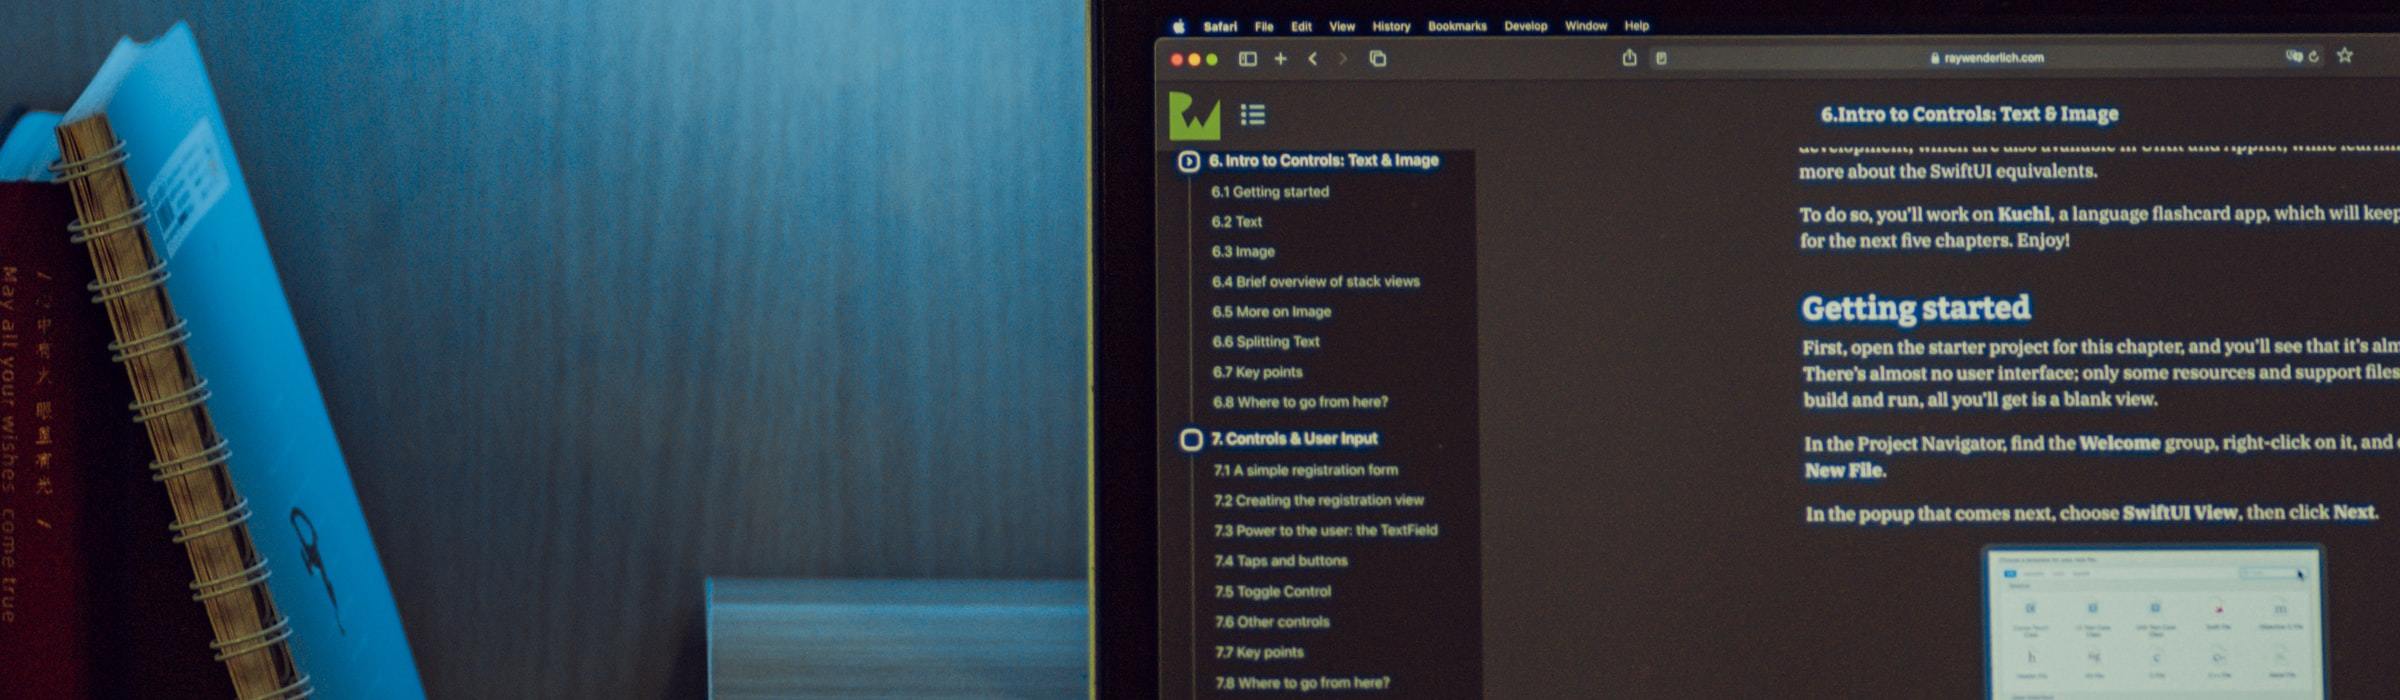 May all your wishes come true
Safari File Edit View History Bookmarks Develop Window Help
raywenderlich.com
RW
6.Intro to Controls: Text & Image
6. Intro to Controls: Text & Image
6.1 Getting started
6.2 Text
6.3 Image
6.4 Brief overview of stack views
6.5 More on Image
6.6 Splitting Text
6.7 Key points
6.8 Where to go from here?
7. Controls & User Input
7.1 A simple registration form
7.2 Creating the registration view
7.3 Power to the user: the TextField
7.4 Taps and buttons
7.5 Toggle Control
7.6 Other controls
7.7 Key points
7.8 Where to go from here?
more about the SwiftUI equivalents.
To do so, you'll work on Kuchi, a language flashcard app, which will keep
for the next five chapters. Enjoy!
Getting started
First, open the starter project for this chapter, and you'll see that it's
There's almost no user interface; only some resources and support files
build and run, all you'll get is a blank view.
In the Project Navigator, find the Welcome group, right-click on it, and
New File.
In the popup that comes next, choose SwiftUI View, then click Next.